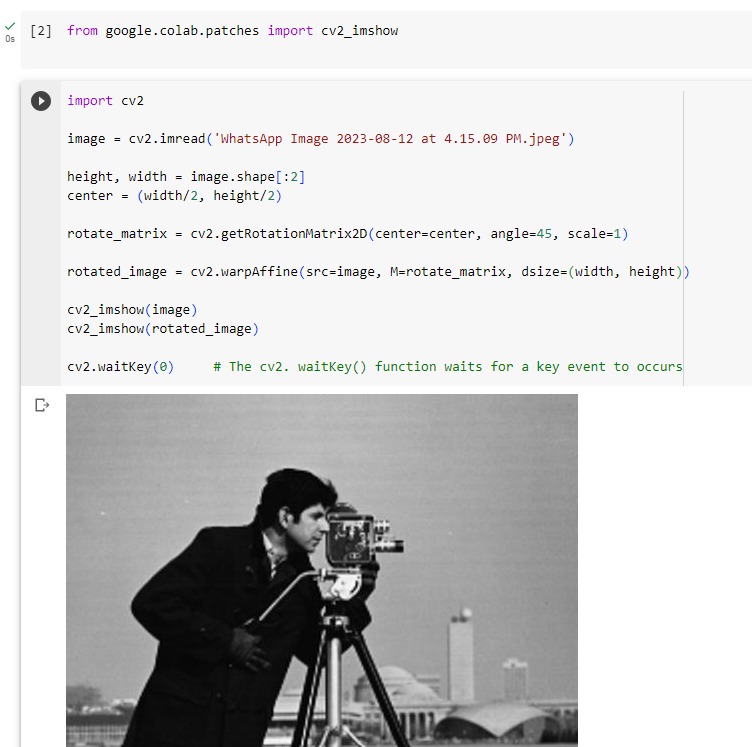 [2] from google.colab.patches import cv2_imshow
0s
import cv2
image = cv2.imread('WhatsApp Image 2023-08-12 at 4.15.09 PM.jpeg')
height, width = image.shape[:2]
center = (width/2, height/2)
rotate_matrix = cv2.getRotationMatrix2D(center=center, angle=45, scale=1)
rotated_image = cv2.warpAffine(src=image, M=rotate_matrix, dsize=(width, height))
cv2_imshow(image)
cv2_imshow(rotated_image)
cv2.waitKey(0) # The cv2. waitKey() function waits for a key event to occurs